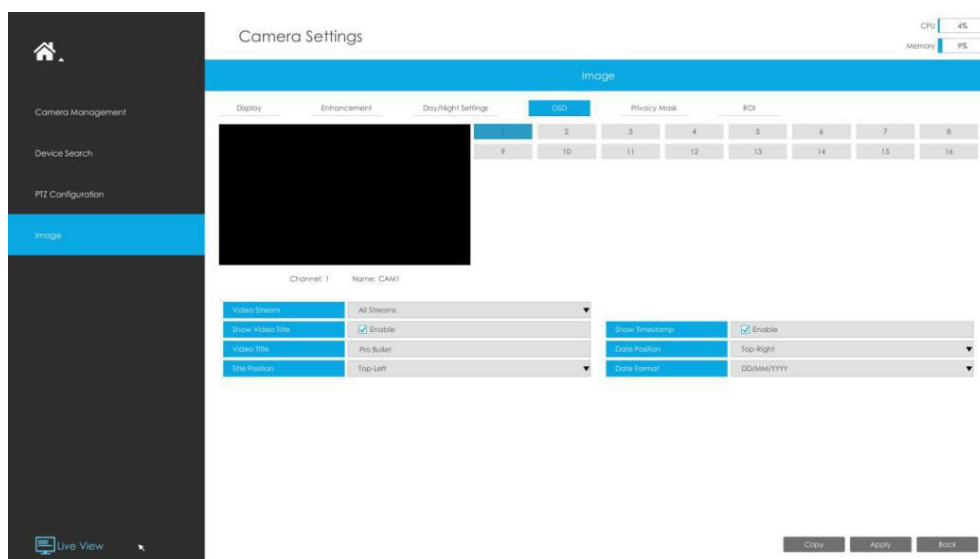 CPU 4%
Camera Settings
Memory 9%
Image
Display Enhancement Day/Night Settings OSD Privacy Mask ROI
Camera Management
1 2 3 4 5 6 7 8
Device Search
9 10 11 12 13 14 15 16
PTZ Configuration
Image
Channel: 1 Name: CAM1
Video Stream All Streams
Show Video Title Enable Show Timestamp Enable
Video Title Pro Bullet Date Position Top-Right
Title Position Top-Left Date Format DD/MM/YYYY
Live View
Copy Apply Back